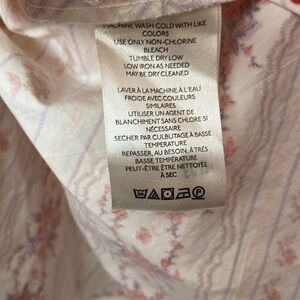 MACHINE WASH COLD WITH LIKE
COLORS
USE ONLY NON-CHLORINE
BLEACH
TUMBLE DRY LOW
LOW IRON AS NEEDED
MAY BE DRY CLEANED
LAVER À LA MACHINE À L'EAU
FROIDE AVEC COULEURS
SIMILAIRES
UTILISER UN AGENT DE
BLANCHIMENT SANS CHLORE SI
NÉCESSAIRE
SECHER PAR CULBUTAGE À BASSE
TEMPERATURE
REPASSER, AU BESOIN, À TRÈS
BASSE TEMPÉRATURE
PEUT-ÊTRE ÊTRE NETTOYÉE
À SEC